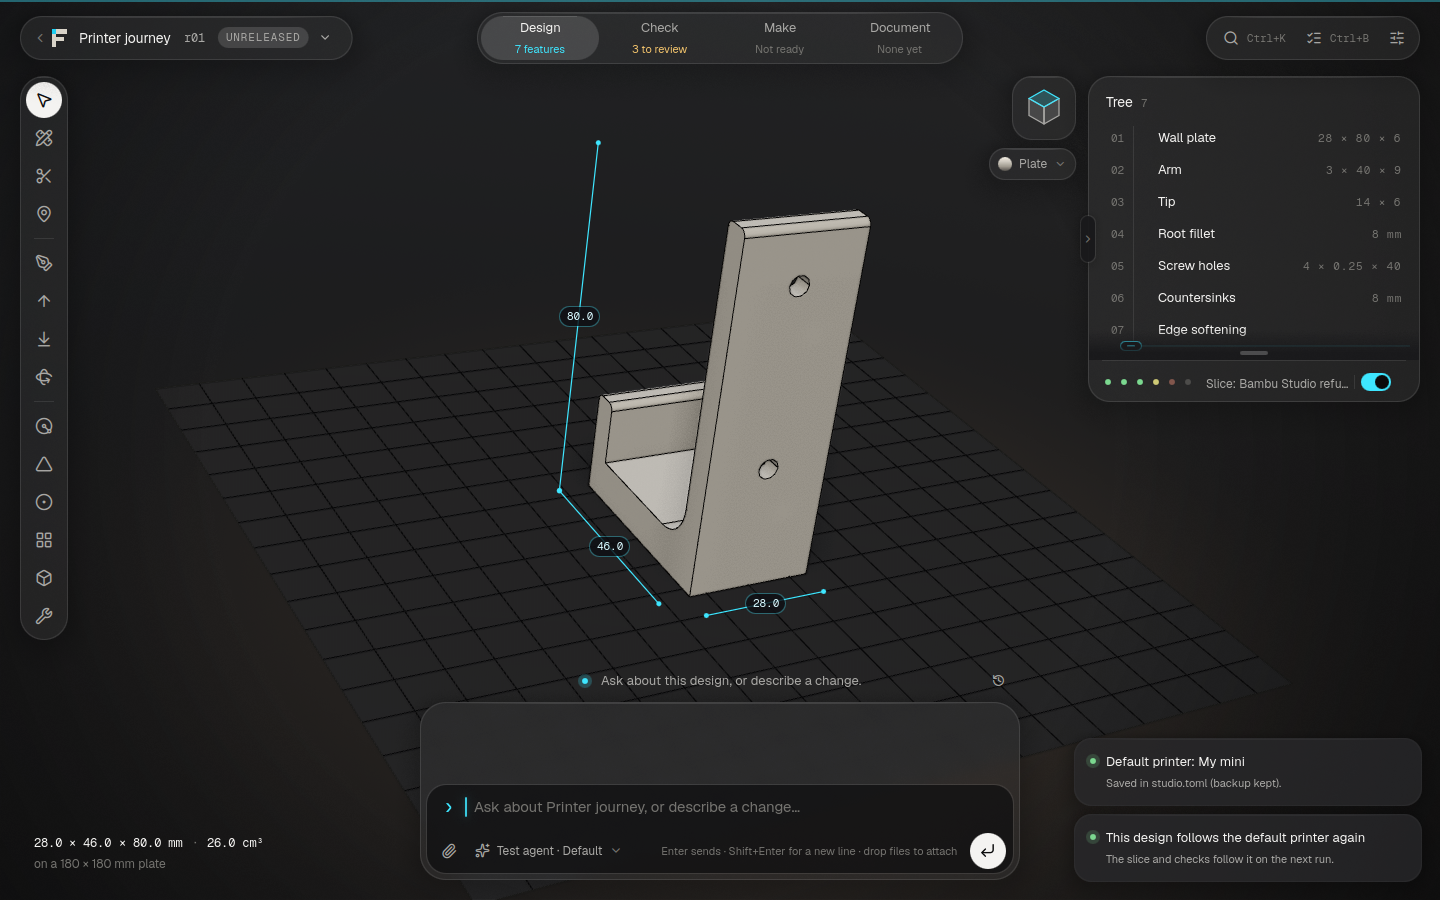 Printer journey r01 UNRELEASED
Design
7 features
Check
3 to review
Make
Not ready
Document
None yet
Ctrl+K
Ctrl+B
Plate
Tree 7
01 Wall plate 28 × 80 × 6
02 Arm 3 × 40 × 9
03 Tip 14 × 6
04 Root fillet 8 mm
05 Screw holes 4 × 0.25 × 40
06 Countersinks 8 mm
07 Edge softening
Slice: Bambu Studio refu…
80.0
46.0
28.0
Ask about this design, or describe a change.
Ask about Printer journey, or describe a change…
Test agent · Default
Enter sends · Shift+Enter for a new line · drop files to attach
28.0 × 46.0 × 80.0 mm · 26.0 cm³
on a 180 × 180 mm plate
Default printer: My mini
Saved in studio.toml (backup kept).
This design follows the default printer again
The slice and checks follow it on the next run.